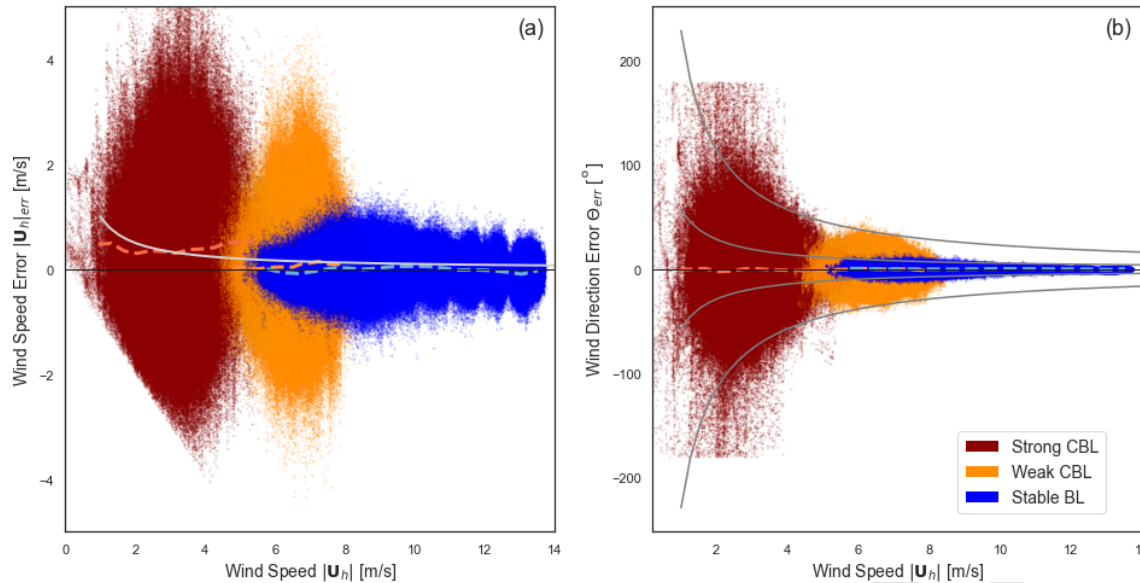 (a)
4
2
0
−2
−4
Wind Speed Error |U_h|_err [m/s]
0 2 4 6 8 10 12 14
Wind Speed |U_h| [m/s]
(b)
200
100
0
−100
−200
Wind Direction Error Θ_err [°]
Strong CBL
Weak CBL
Stable BL
2 4 6 8 10 12 14
Wind Speed |U_h| [m/s]